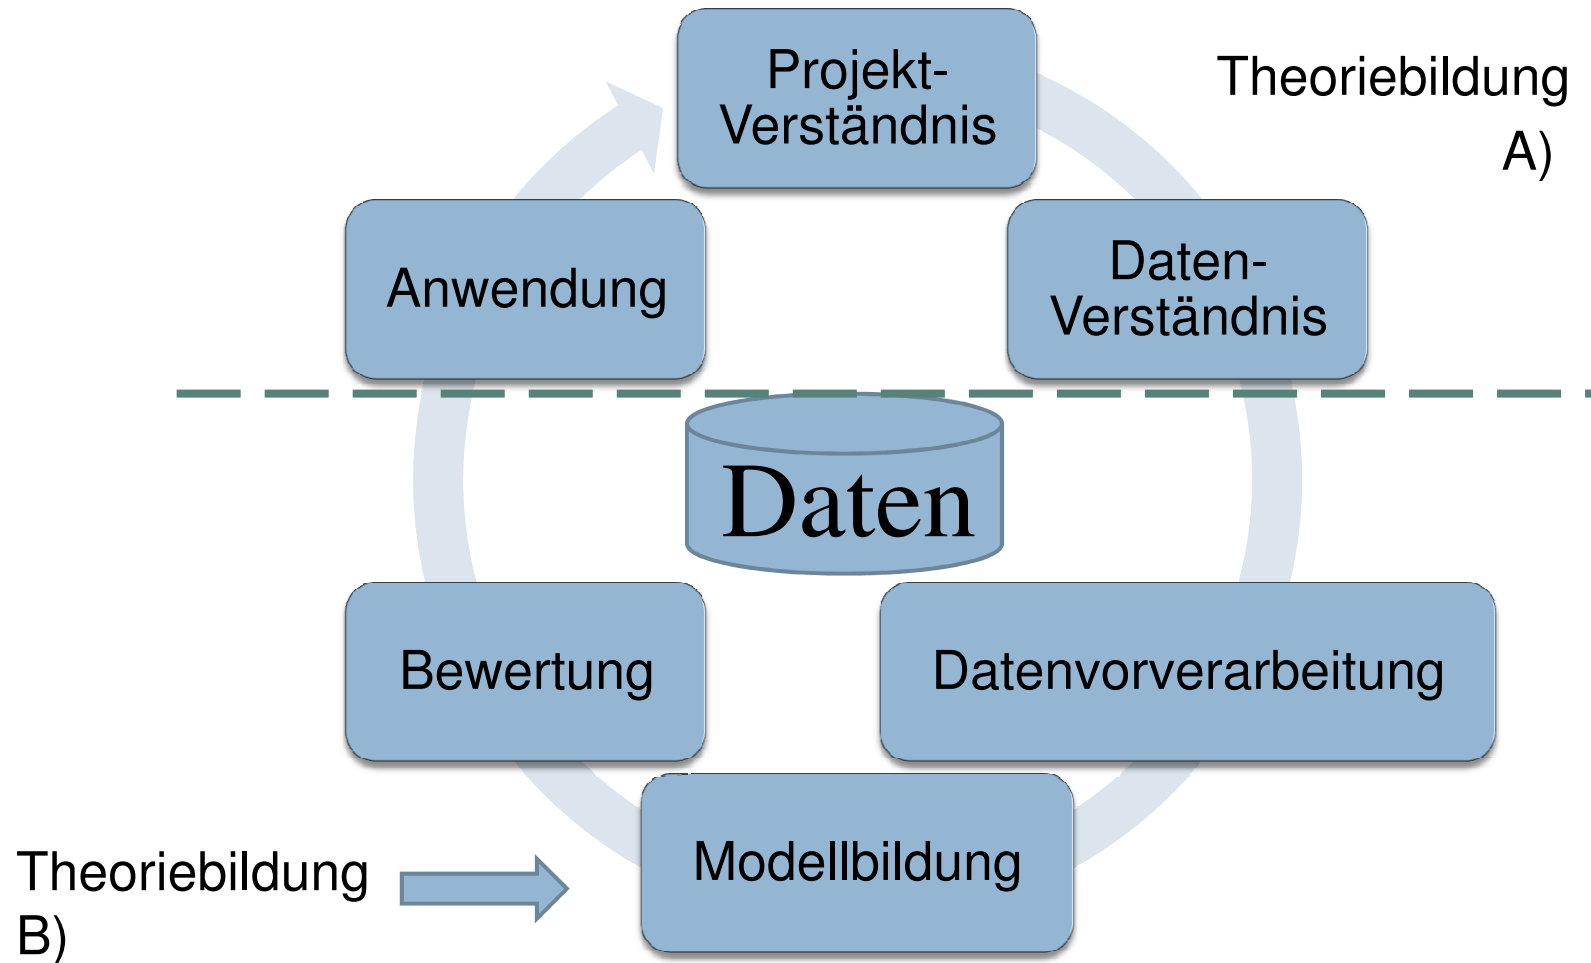 Projekt-
Verständnis
Theoriebildung
A)
Anwendung
Daten-
Verständnis
Daten
Bewertung
Datenvorverarbeitung
Modellbildung
Theoriebildung
B)